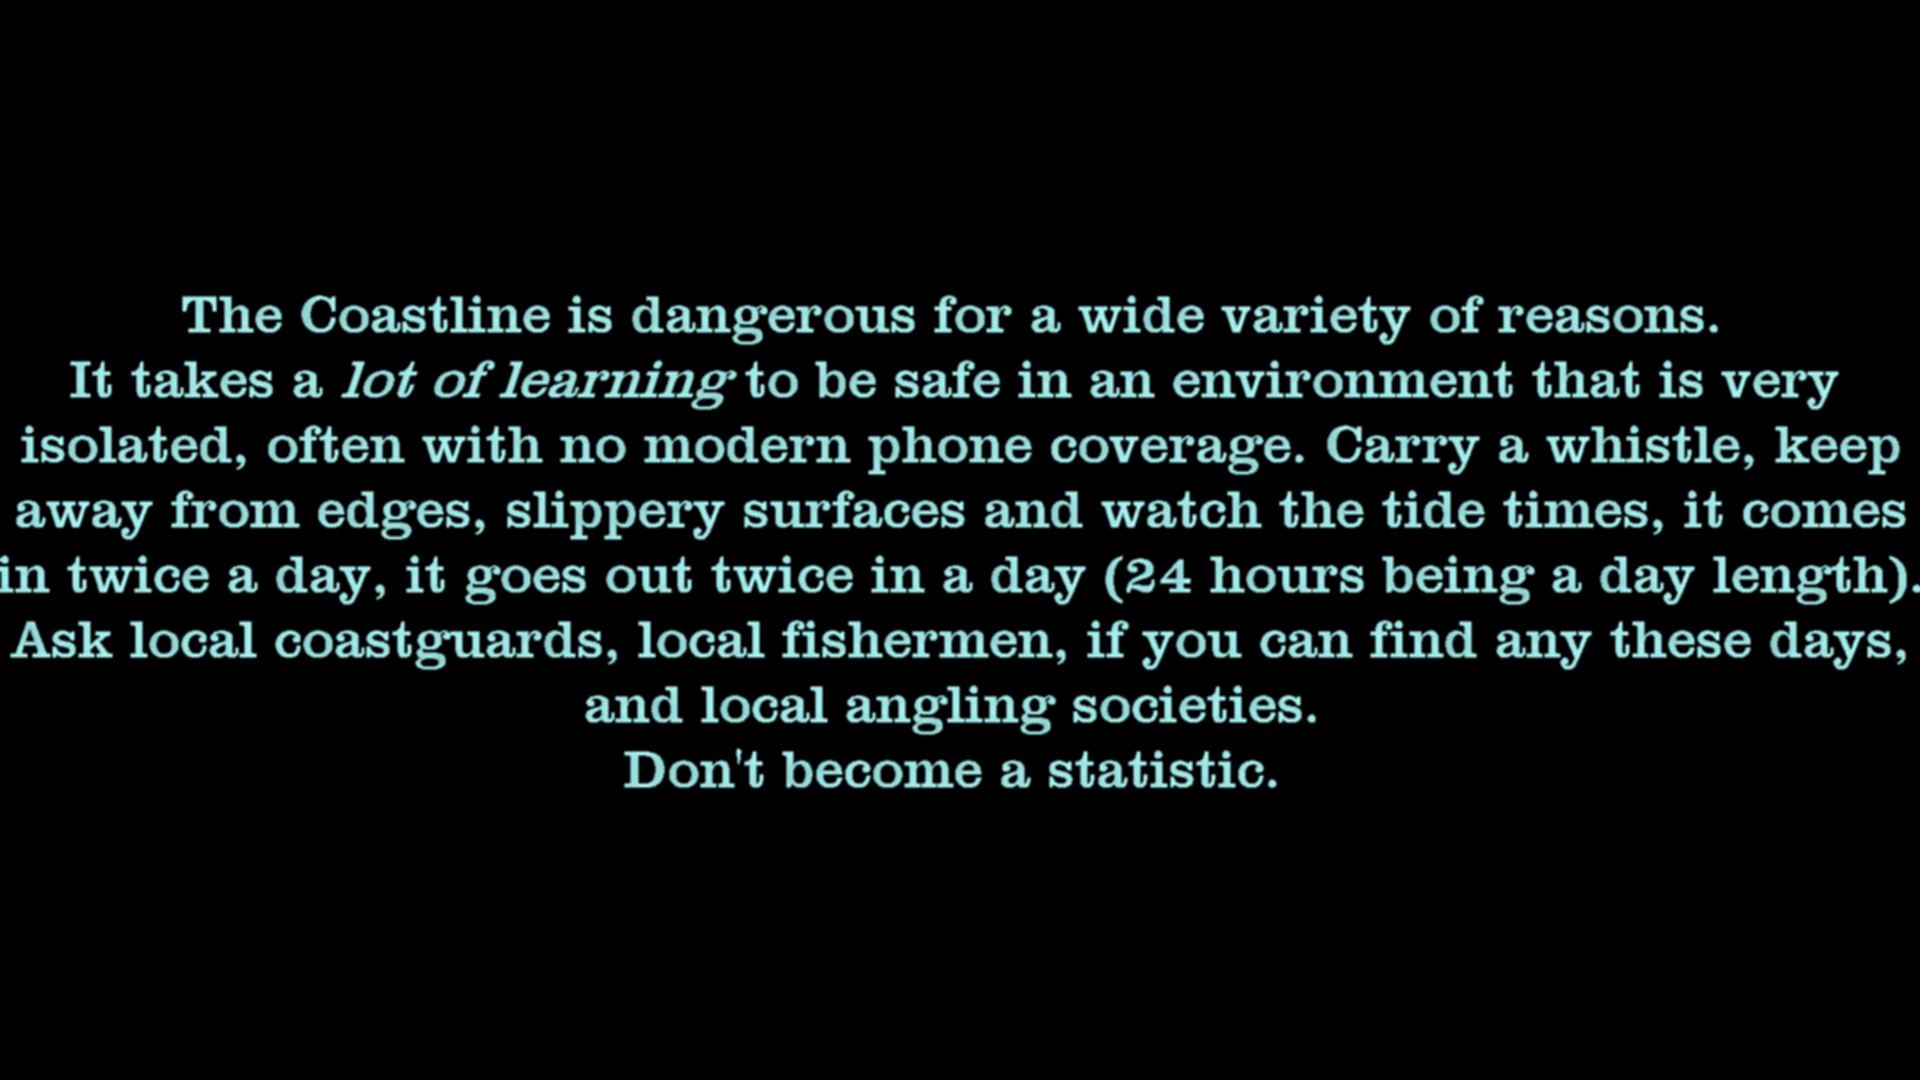 The Coastline is dangerous for a wide variety of reasons.
It takes a lot of learning to be safe in an environment that is very
isolated, often with no modern phone coverage. Carry a whistle, keep
away from edges, slippery surfaces and watch the tide times, it comes
in twice a day, it goes out twice in a day (24 hours being a day length).
Ask local coastguards, local fishermen, if you can find any these days,
and local angling societies.
Don't become a statistic.